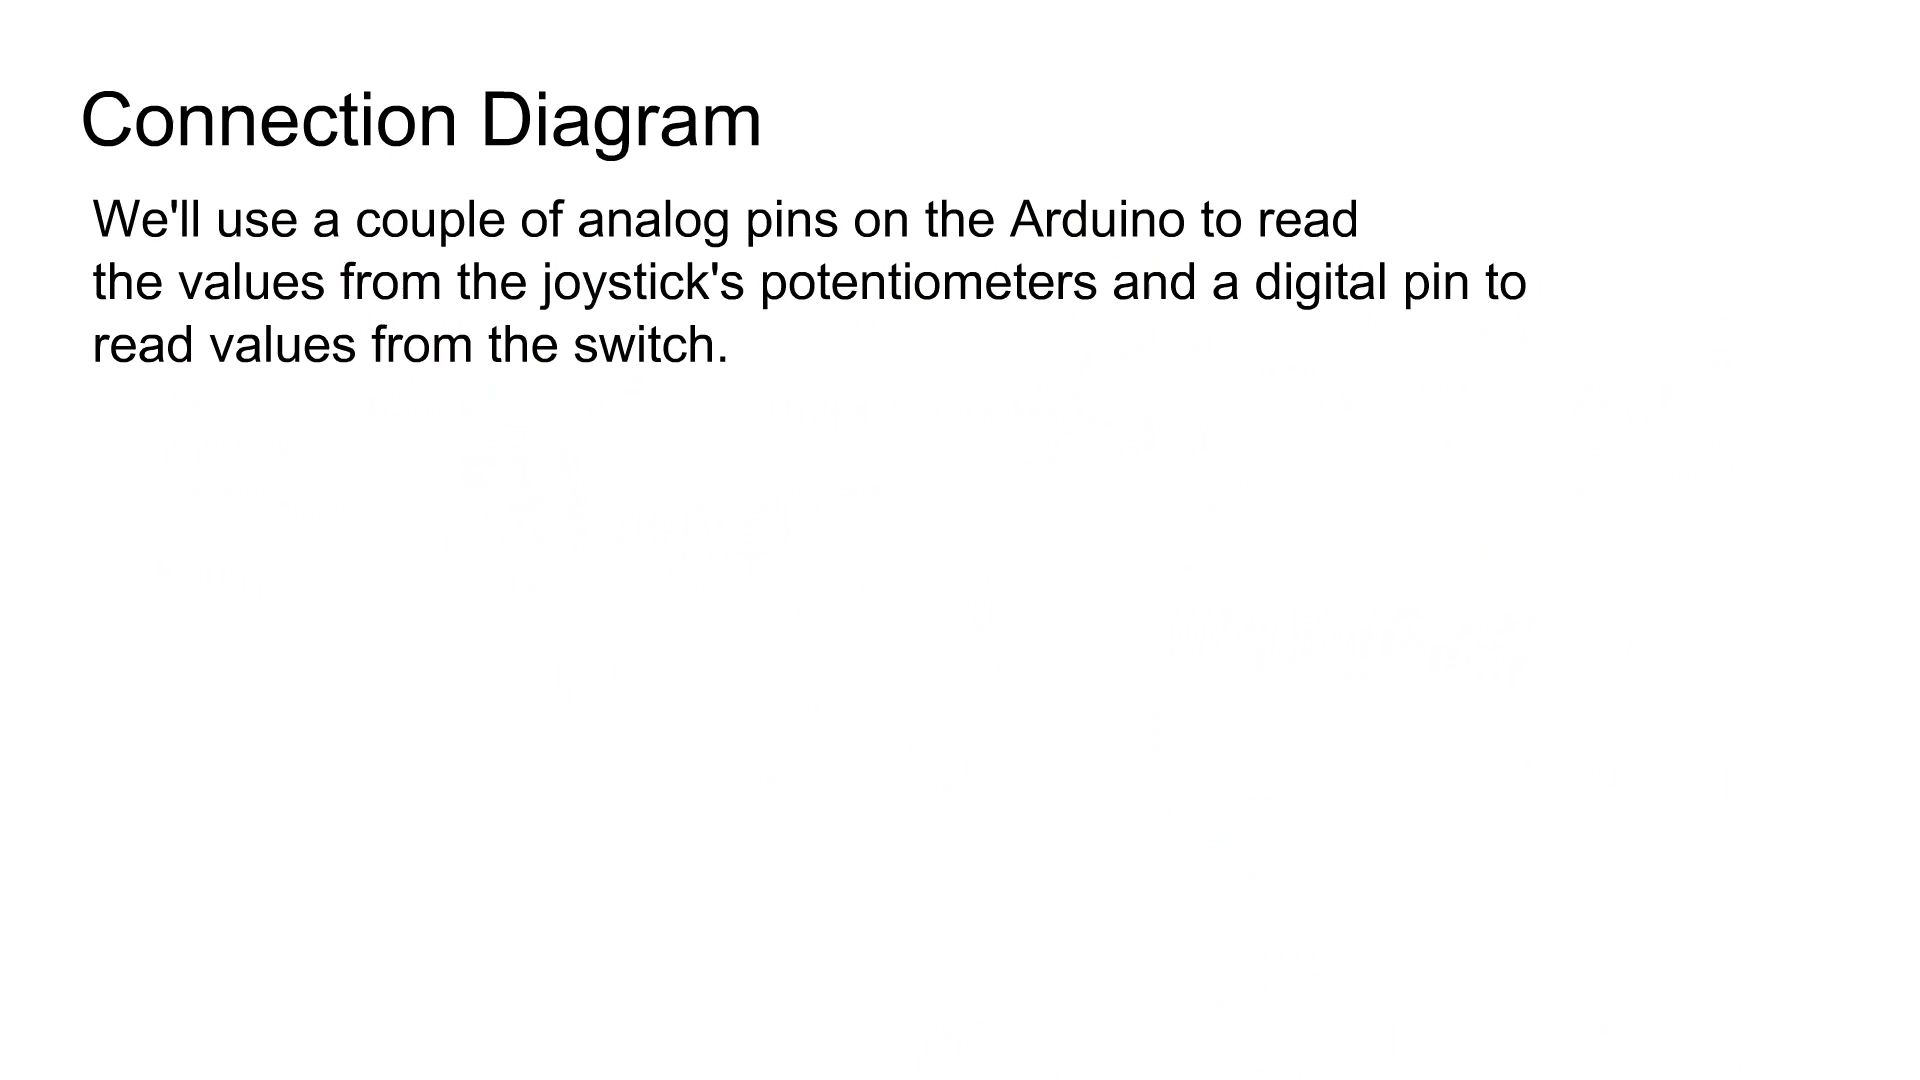 Connection Diagram
We'll use a couple of analog pins on the Arduino to read
the values from the joystick's potentiometers and a digital pin to
read values from the switch.